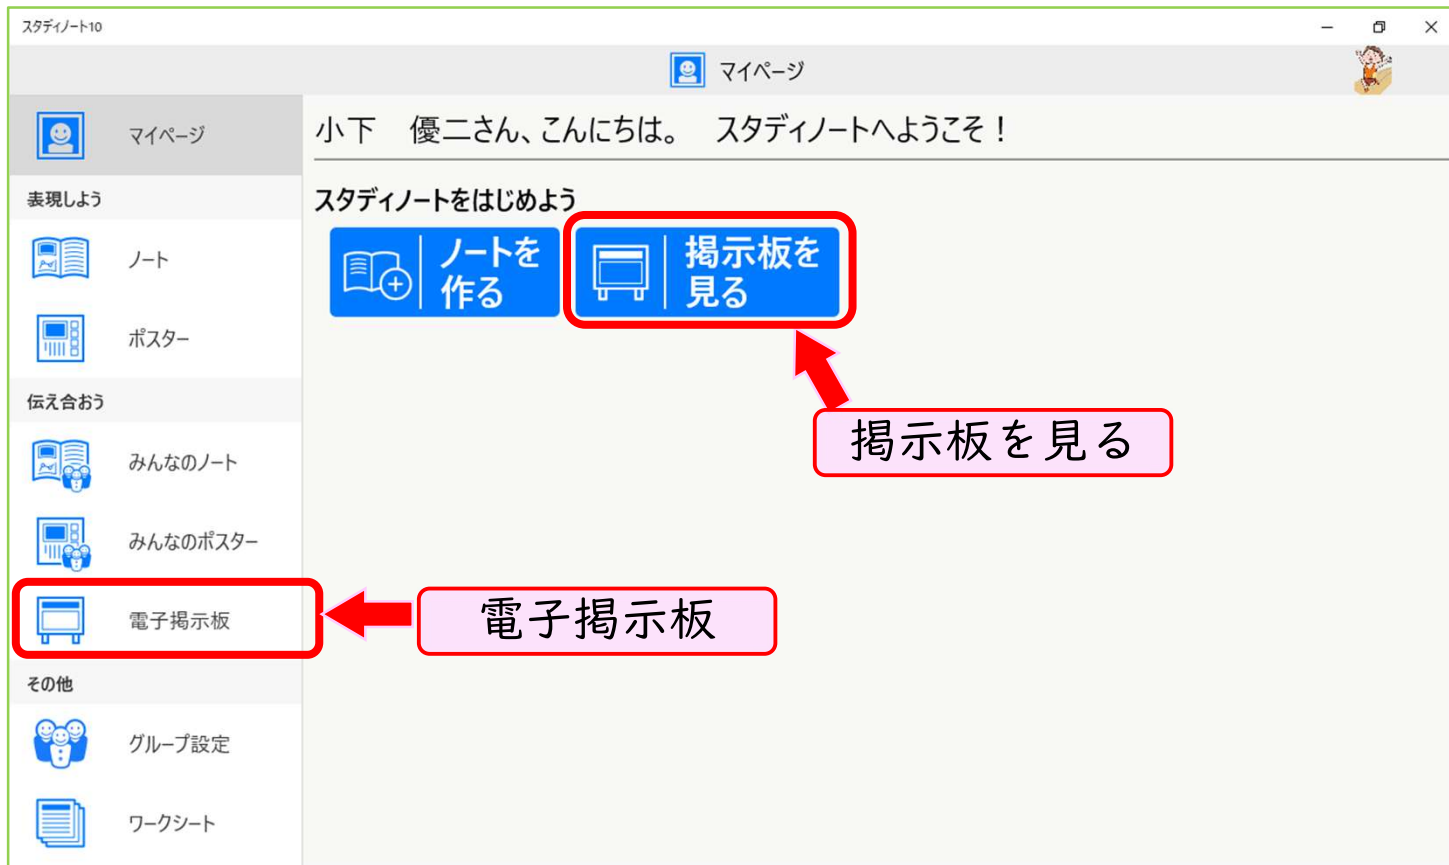 スタディノート10
マイページ
マイページ
小下　優二さん、こんにちは。　スタディノートへようこそ！
表現しよう
スタディノートをはじめよう
ノートを
作る
掲示板を
見る
ノート
ポスター
掲示板を見る
伝え合おう
みんなのノート
みんなのポスター
電子掲示板
電子掲示板
その他
グループ設定
ワークシート